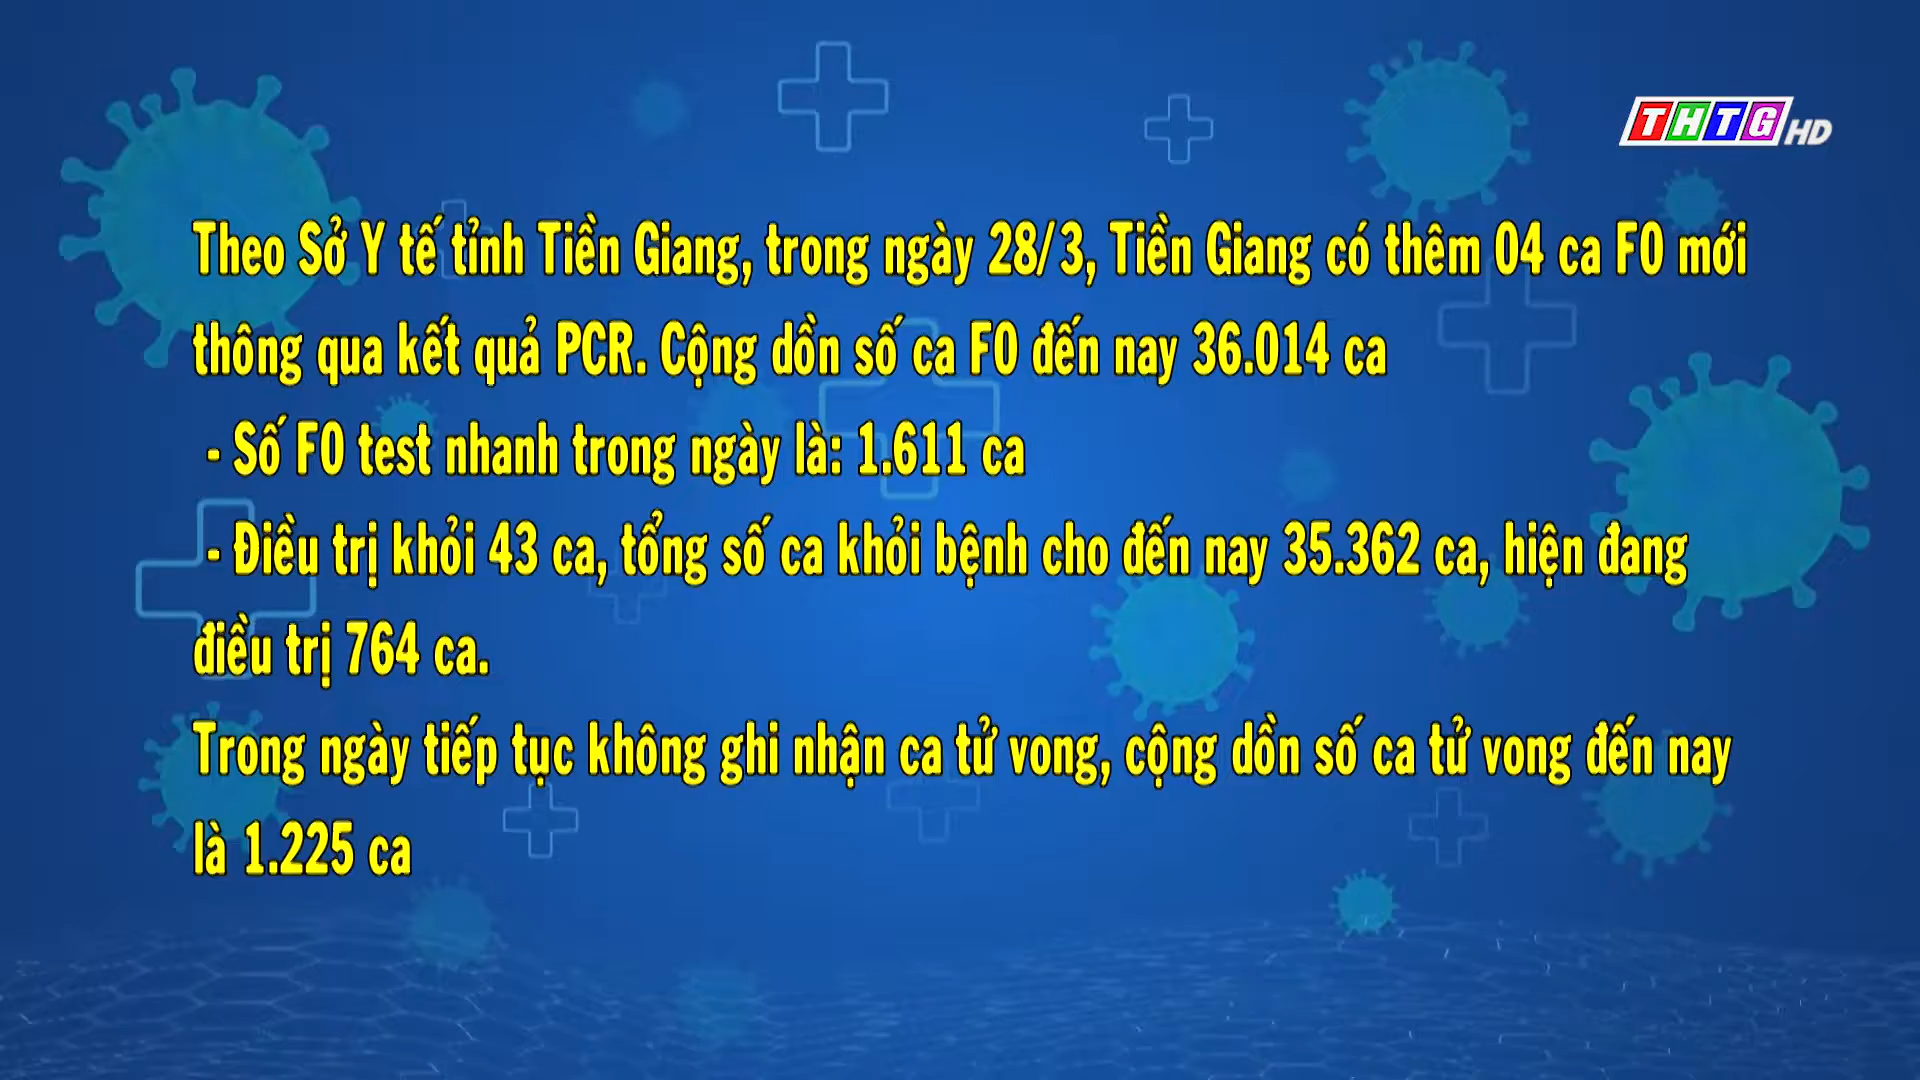 THTG HD
Theo Sở Y tế tỉnh Tiền Giang, trong ngày 28/3, Tiền Giang có thêm 04 ca F0 mới
thông qua kết quả PCR. Cộng dồn số ca F0 đến nay 36.014 ca
- Số F0 test nhanh trong ngày là: 1.611 ca
- Điều trị khỏi 43 ca, tổng số ca khỏi bệnh cho đến nay 35.362 ca, hiện đang
điều trị 764 ca.
Trong ngày tiếp tục không ghi nhận ca tử vong, cộng dồn số ca tử vong đến nay
là 1.225 ca